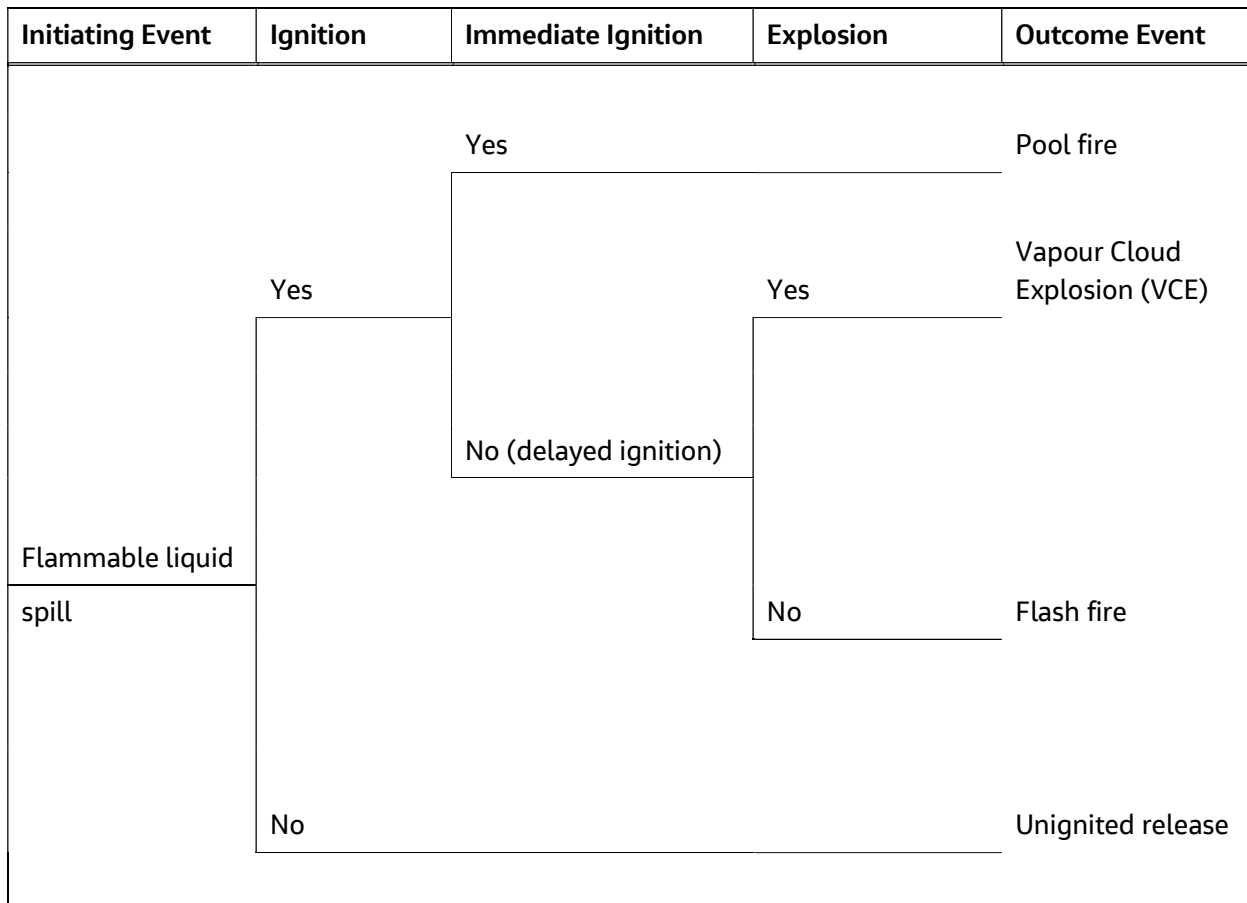 Initiating Event
Ignition
Immediate Ignition
Explosion
Outcome Event
Yes
Pool fire
Vapour Cloud
Yes
Yes
Explosion (VCE)
No (delayed ignition)
Flammable liquid
spill
No
Flash fire
No
Unignited release